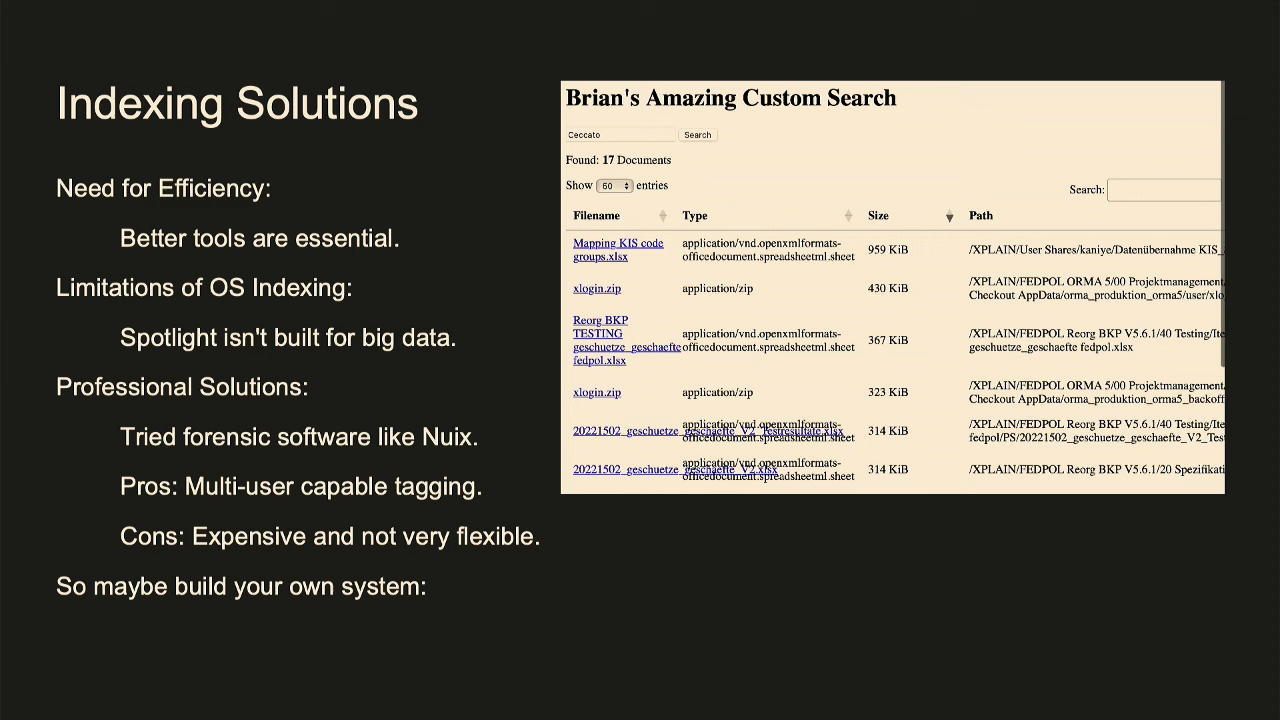 Indexing Solutions
Need for Efficiency:
Better tools are essential.
Limitations of OS Indexing:
Spotlight isn't built for big data.
Professional Solutions:
Tried forensic software like Nuix.
Pros: Multi-user capable tagging.
Cons: Expensive and not very flexible.
So maybe build your own system:
Brian's Amazing Custom Search
Ceccato Search
Found: 17 Documents
Show 60 entries
Search:
Filename Type Size Path
Mapping KIS code groups.xlsx
application/vnd.openxmlformats-
officedocument.spreadsheetml.sheet
959 KiB
/XPLAIN/User Shares/kaniye/Datenübernahme KIS_
xlogin.zip
application/zip
430 KiB
/XPLAIN/FEDPOL ORMA 5/00 Projektmanagement
Checkout AppData/orma_produktion_orma5/user/xlo
Reorg BKP
TESTING
geschuetze_geschaefte
fedpol.xlsx
application/vnd.openxmlformats-
officedocument.spreadsheetml.sheet
367 KiB
/XPLAIN/FEDPOL Reorg BKP V5.6.1/40 Testing/Ite
geschuetze_geschaefte fedpol.xlsx
xlogin.zip
application/zip
323 KiB
/XPLAIN/FEDPOL ORMA 5/00 Projektmanagement
Checkout AppData/orma_produktion_orma5_backoff
20221502_geschuetze_geschaefte_V2_Testresultate.xlsx
application/vnd.openxmlformats-
officedocument.spreadsheetml.sheet
314 KiB
/XPLAIN/FEDPOL Reorg BKP V5.6.1/40 Testing/Ite
fedpol/PS/20221502_geschuetze_geschaefte_V2_Test
20221502_geschuetze_geschaefte_V2.xlsx
application/vnd.openxmlformats-
officedocument.spreadsheetml.sheet
314 KiB
/XPLAIN/FEDPOL Reorg BKP V5.6.1/20 Spezifikati